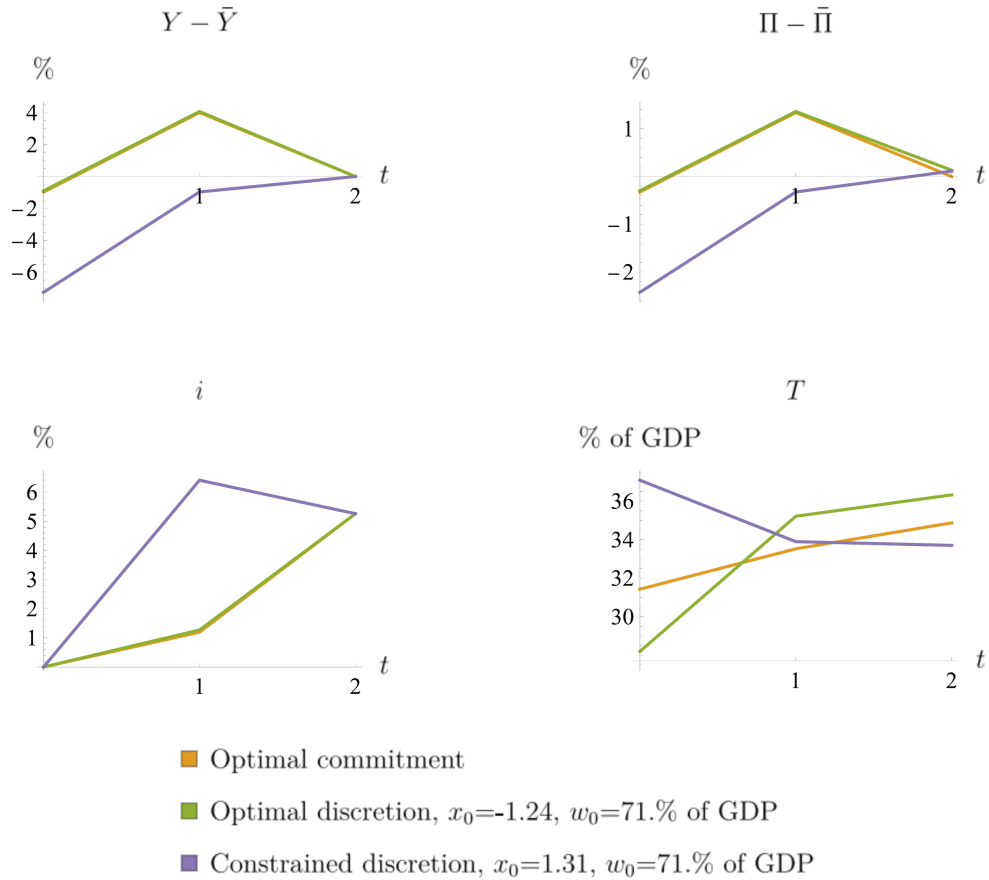 Y − Ȳ
%
4
2
−2
−4
−6
1
2
t
Π − Π̄
%
1
−1
−2
1
2
t
i
%
6
5
4
3
2
1
1
2
t
T
% of GDP
36
34
32
30
1
2
t
Optimal commitment
Optimal discretion, x₀=-1.24, w₀=71.% of GDP
Constrained discretion, x₀=1.31, w₀=71.% of GDP